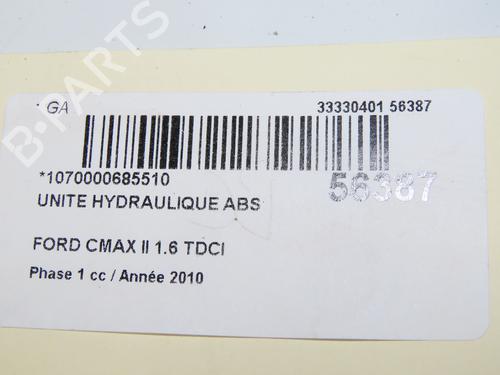 GA 33330401 56387
*1070000685510
56387
UNITE HYDRAULIQUE ABS
FORD CMAX II 1.6 TDCI
Phase 1 cc / Année 2010
B-PARTS